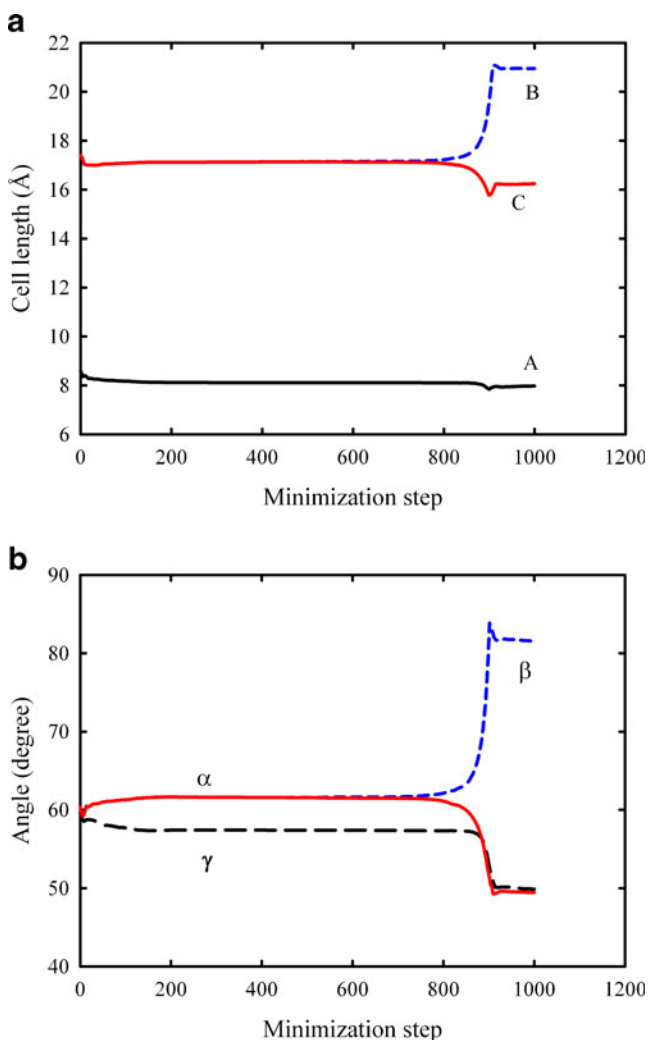 a
22
20
18
16
14
12
10
8
6
Cell length (Å)
B
C
A
0 200 400 600 800 1000 1200
Minimization step
b
90
80
70
60
50
40
Angle (degree)
β
α
γ
0 200 400 600 800 1000 1200
Minimization step